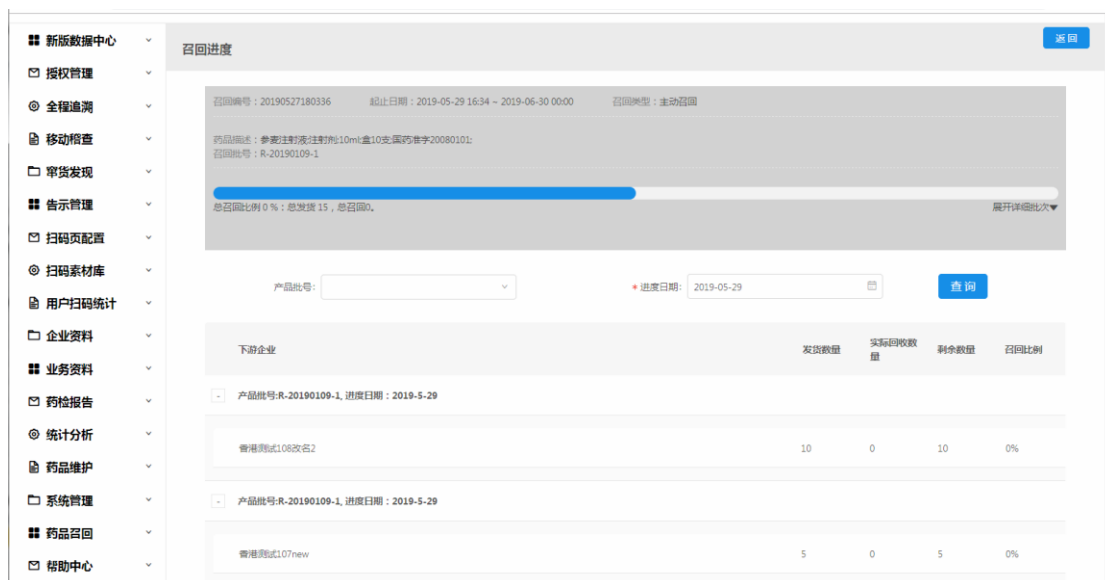 新版数据中心
授权管理
全程追溯
移动稽查
窜货发现
告示管理
扫码页配置
扫码素材库
用户扫码统计
企业资料
业务资料
药检报告
统计分析
药品维护
系统管理
药品召回
帮助中心
召回进度
返回
召回编号：20190527180336 起止日期：2019-05-29 16:34 ~ 2019-06-30 00:00 召回类型：主动召回
药品描述：参麦注射液;注射剂;10ml;盒10支;国药准字20080101;
召回批号：R-20190109-1
总召回比例 0 %：总发货 15，总召回0。 展开详细批次▼
产品批号: * 进度日期: 2019-05-29 查询
下游企业 发货数量 实际回收数量 剩余数量 召回比例
- 产品批号:R-20190109-1, 进度日期：2019-5-29
香港测试108改名2 10 0 10 0%
- 产品批号:R-20190109-1, 进度日期：2019-5-29
香港测试107new 5 0 5 0%